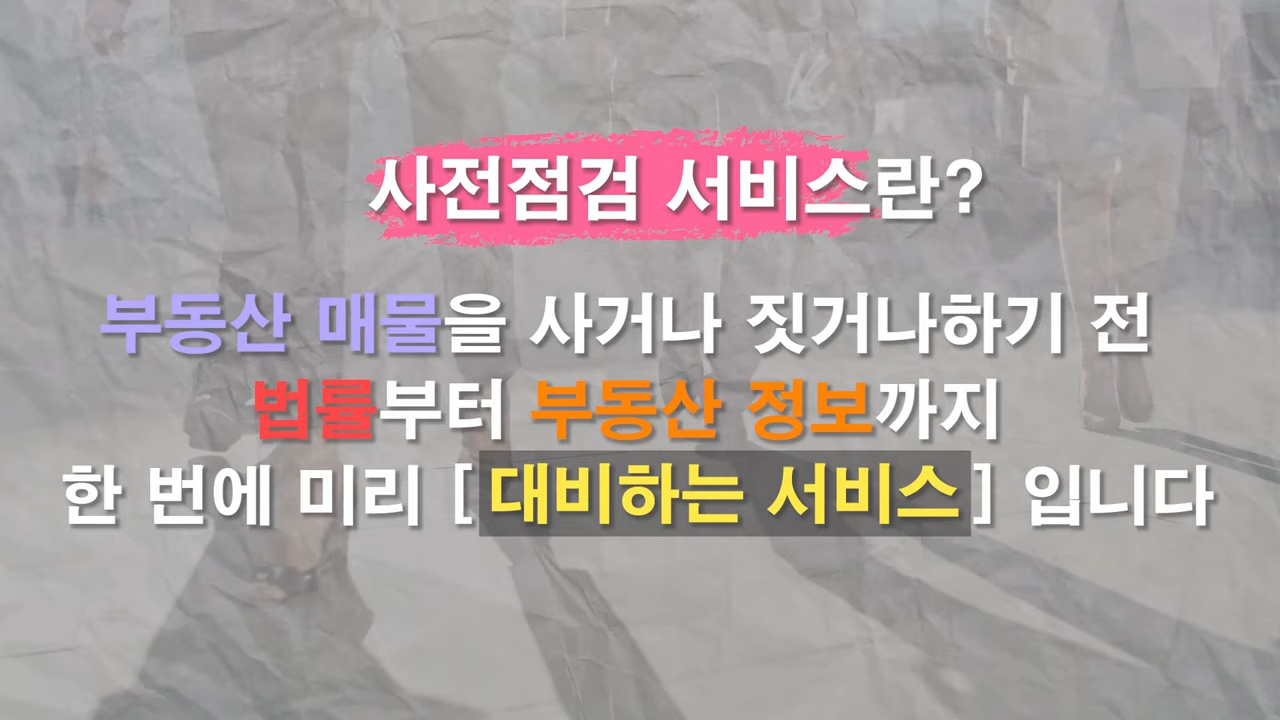 사전점검 서비스란?
부동산 매물을 사거나 짓거나하기 전
법률부터 부동산 정보까지
한 번에 미리 [대비하는 서비스] 입니다